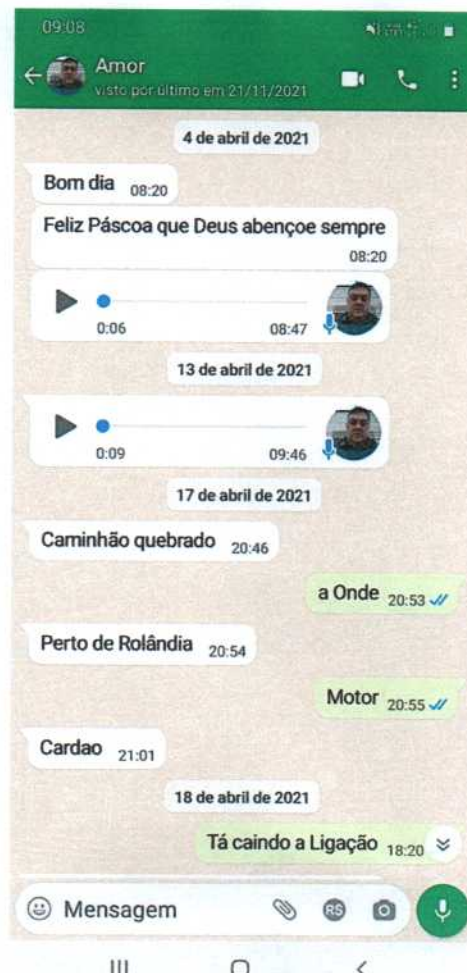 09:08
Amor
visto por último em 21/11/2021
4 de abril de 2021
Bom dia 08:20
Feliz Páscoa que Deus abençoe sempre
08:20
0:06 08:47
13 de abril de 2021
0:09 09:46
17 de abril de 2021
Caminhão quebrado 20:46
a Onde 20:53
Perto de Rolândia 20:54
Motor 20:55
Cardao 21:01
18 de abril de 2021
Tá caindo a Ligação 18:20
Mensagem R$